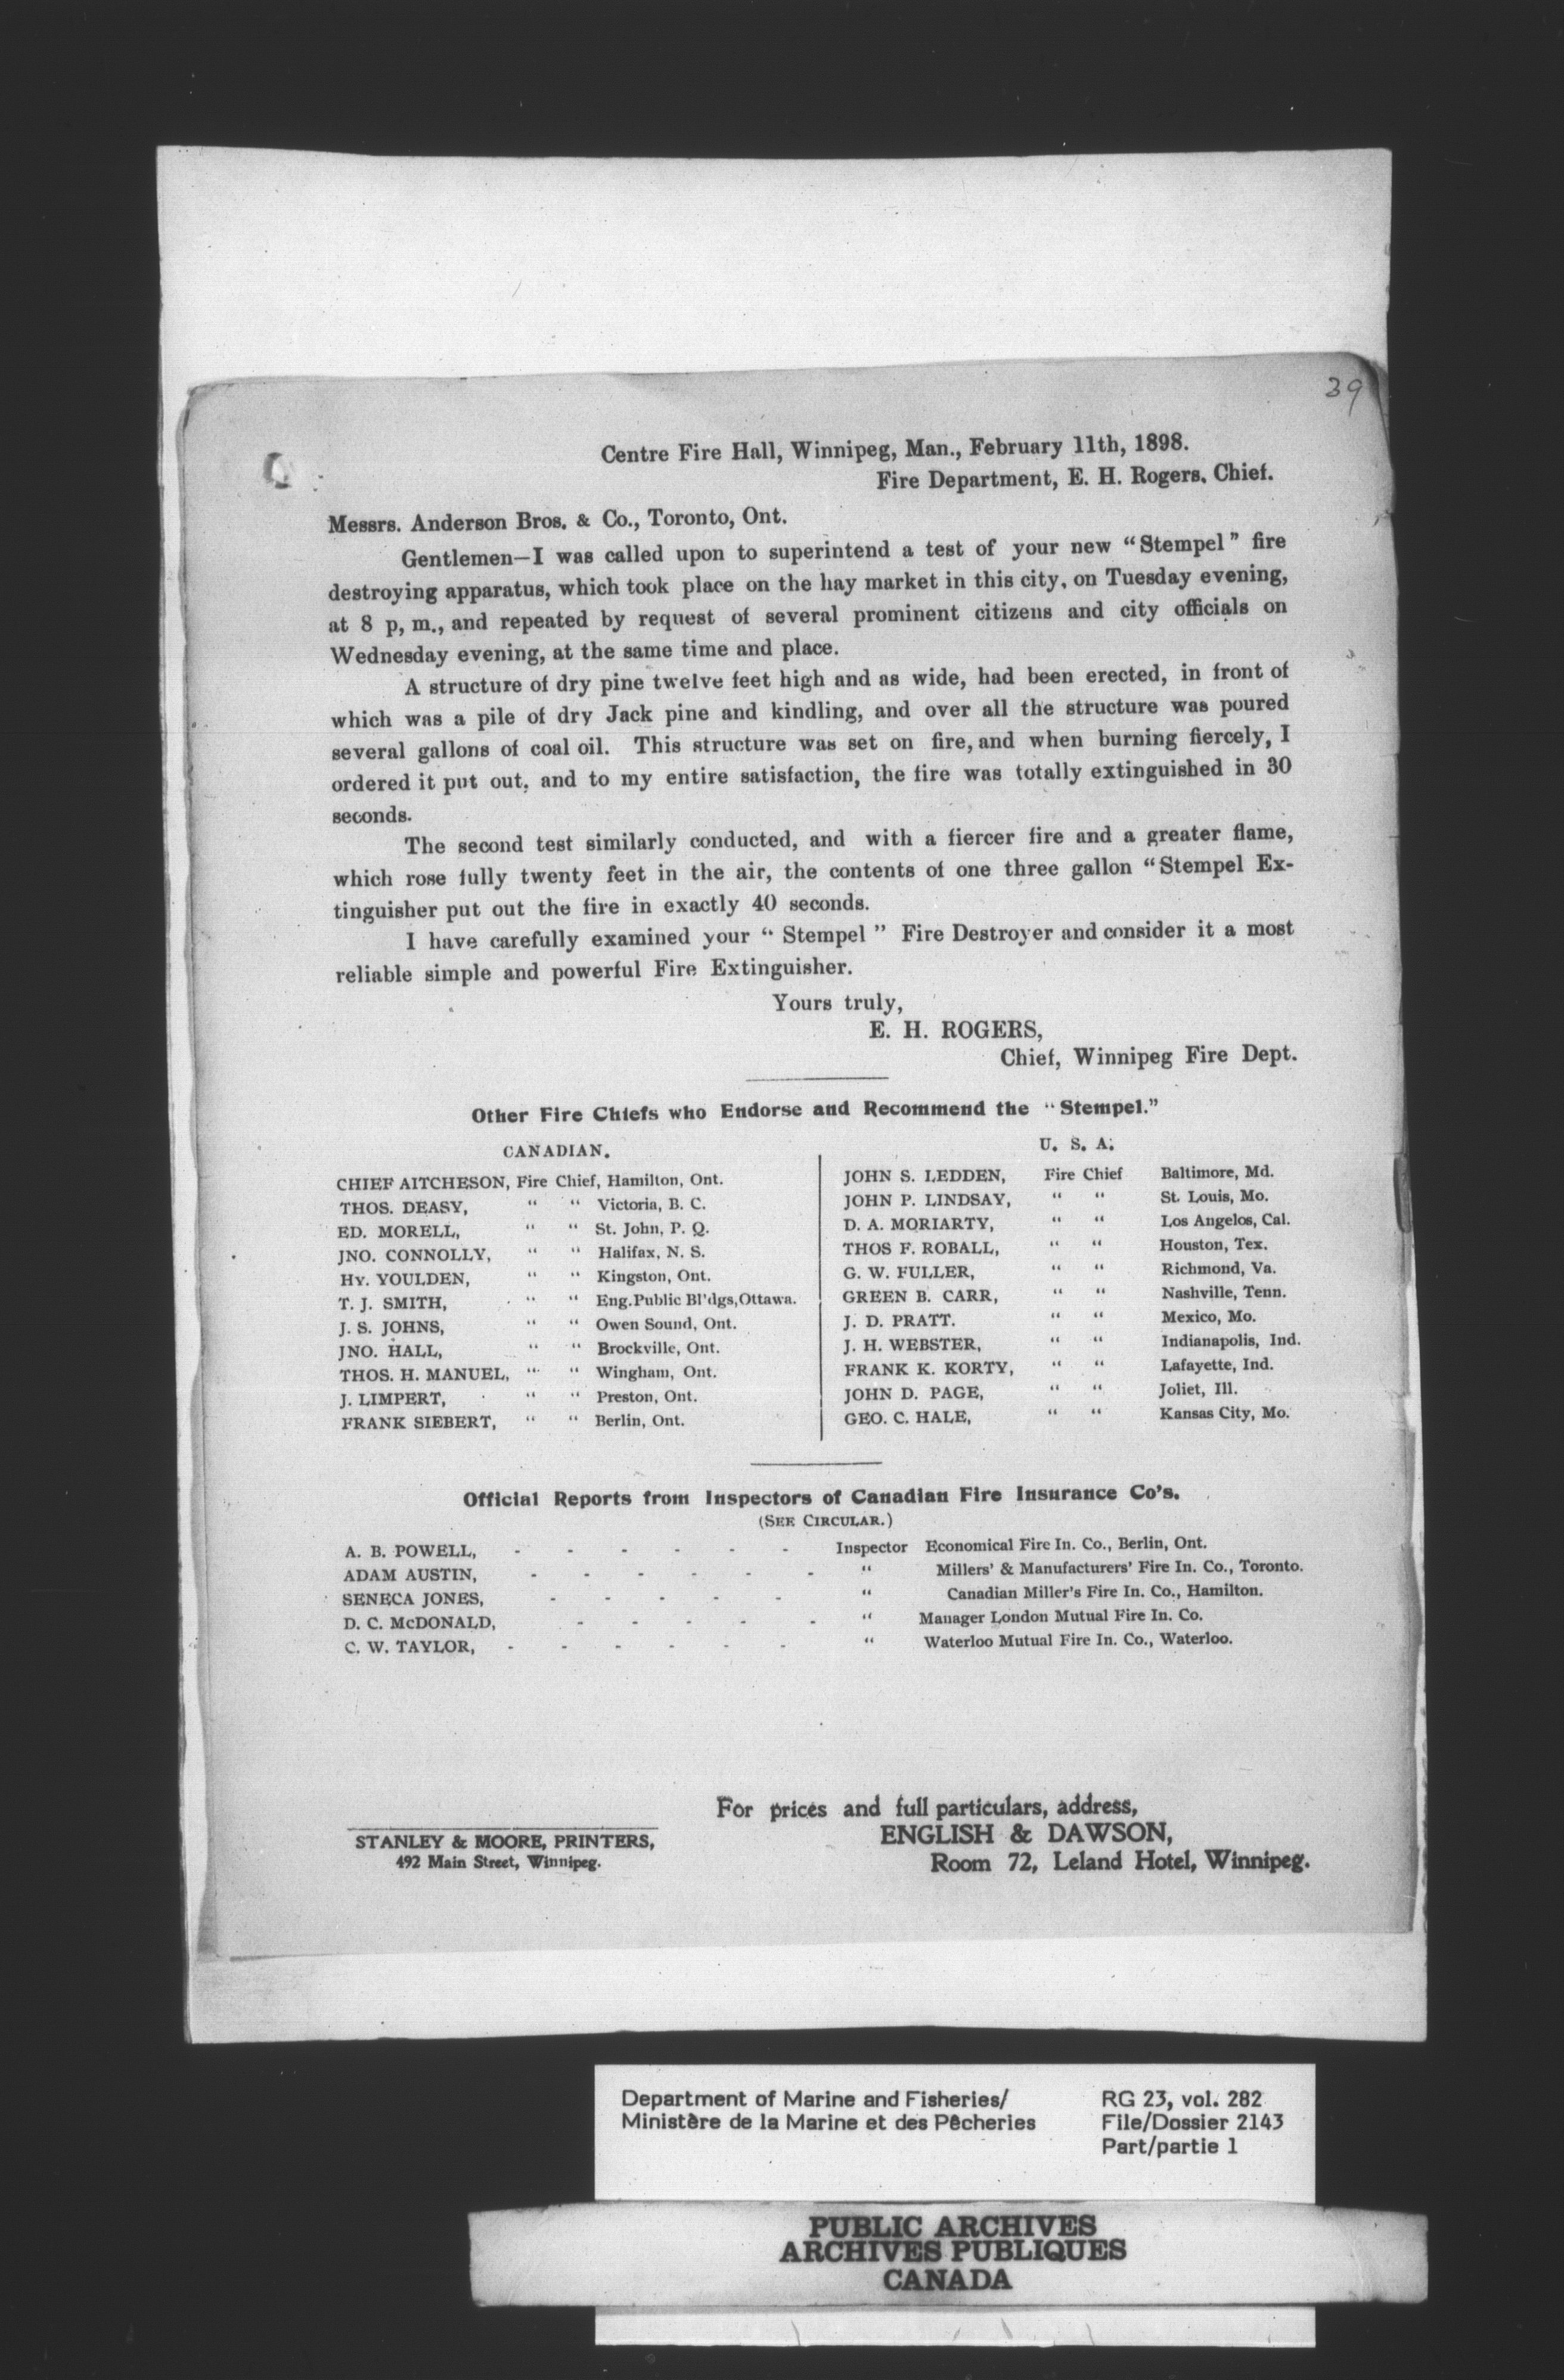 39
Centre Fire Hall, Winnipeg, Man., February 11th, 1898.
Fire Department, E. H. Rogers, Chief.
Messrs. Anderson Bros. & Co., Toronto, Ont.
Gentlemen—I was called upon to superintend a test of your new “Stempel” fire
destroying apparatus, which took place on the hay market in this city, on Tuesday evening,
at 8 p, m., and repeated by request of several prominent citizens and city officials on
Wednesday evening, at the same time and place.
A structure of dry pine twelve feet high and as wide, had been erected, in front of
which was a pile of dry Jack pine and kindling, and over all the structure was poured
several gallons of coal oil. This structure was set on fire, and when burning fiercely, I
ordered it put out, and to my entire satisfaction, the fire was totally extinguished in 30
seconds.
The second test similarly conducted, and with a fiercer fire and a greater flame,
which rose fully twenty feet in the air, the contents of one three gallon “Stempel Ex-
tinguisher put out the fire in exactly 40 seconds.
I have carefully examined your “ Stempel ” Fire Destroyer and consider it a most
reliable simple and powerful Fire Extinguisher.
Yours truly,
E. H. ROGERS,
Chief, Winnipeg Fire Dept.
Other Fire Chiefs who Endorse and Recommend the “Stempel.”
CANADIAN.
CHIEF AITCHESON, Fire Chief, Hamilton, Ont.
THOS. DEASY, “ “ Victoria, B. C.
ED. MORELL, “ “ St. John, P. Q.
JNO. CONNOLLY, “ “ Halifax, N. S.
HY. YOULDEN, “ “ Kingston, Ont.
T. J. SMITH, “ “ Eng. Public Bl'dgs, Ottawa.
J. S. JOHNS, “ “ Owen Sound, Ont.
JNO. HALL, “ “ Brockville, Ont.
THOS. H. MANUEL, “ “ Wingham, Ont.
J. LIMPERT, “ “ Preston, Ont.
FRANK SIEBERT, “ “ Berlin, Ont.
U. S. A.
JOHN S. LEDDEN, Fire Chief Baltimore, Md.
JOHN P. LINDSAY, “ “ St. Louis, Mo.
D. A. MORIARTY, “ “ Los Angelos, Cal.
THOS F. ROBALL, “ “ Houston, Tex.
G. W. FULLER, “ “ Richmond, Va.
GREEN B. CARR, “ “ Nashville, Tenn.
J. D. PRATT. “ “ Mexico, Mo.
J. H. WEBSTER, “ “ Indianapolis, Ind.
FRANK K. KORTY, “ “ Lafayette, Ind.
JOHN D. PAGE, “ “ Joliet, Ill.
GEO. C. HALE, “ “ Kansas City, Mo.
Official Reports from Inspectors of Canadian Fire Insurance Co's.
(SEE CIRCULAR.)
A. B. POWELL, - - - - - - Inspector Economical Fire In. Co., Berlin, Ont.
ADAM AUSTIN, - - - - - - “ Millers' & Manufacturers' Fire In. Co., Toronto.
SENECA JONES, - - - - - “ Canadian Miller's Fire In. Co., Hamilton.
D. C. McDONALD, - - - - - “ Manager London Mutual Fire In. Co.
C. W. TAYLOR, - - - - - - “ Waterloo Mutual Fire In. Co., Waterloo.
For prices and full particulars, address,
ENGLISH & DAWSON,
Room 72, Leland Hotel, Winnipeg.
STANLEY & MOORE, PRINTERS,
492 Main Street, Winnipeg.
Department of Marine and Fisheries/
Ministère de la Marine et des Pêcheries
RG 23, vol. 282
File/Dossier 2143
Part/partie 1
PUBLIC ARCHIVES
ARCHIVES PUBLIQUES
CANADA